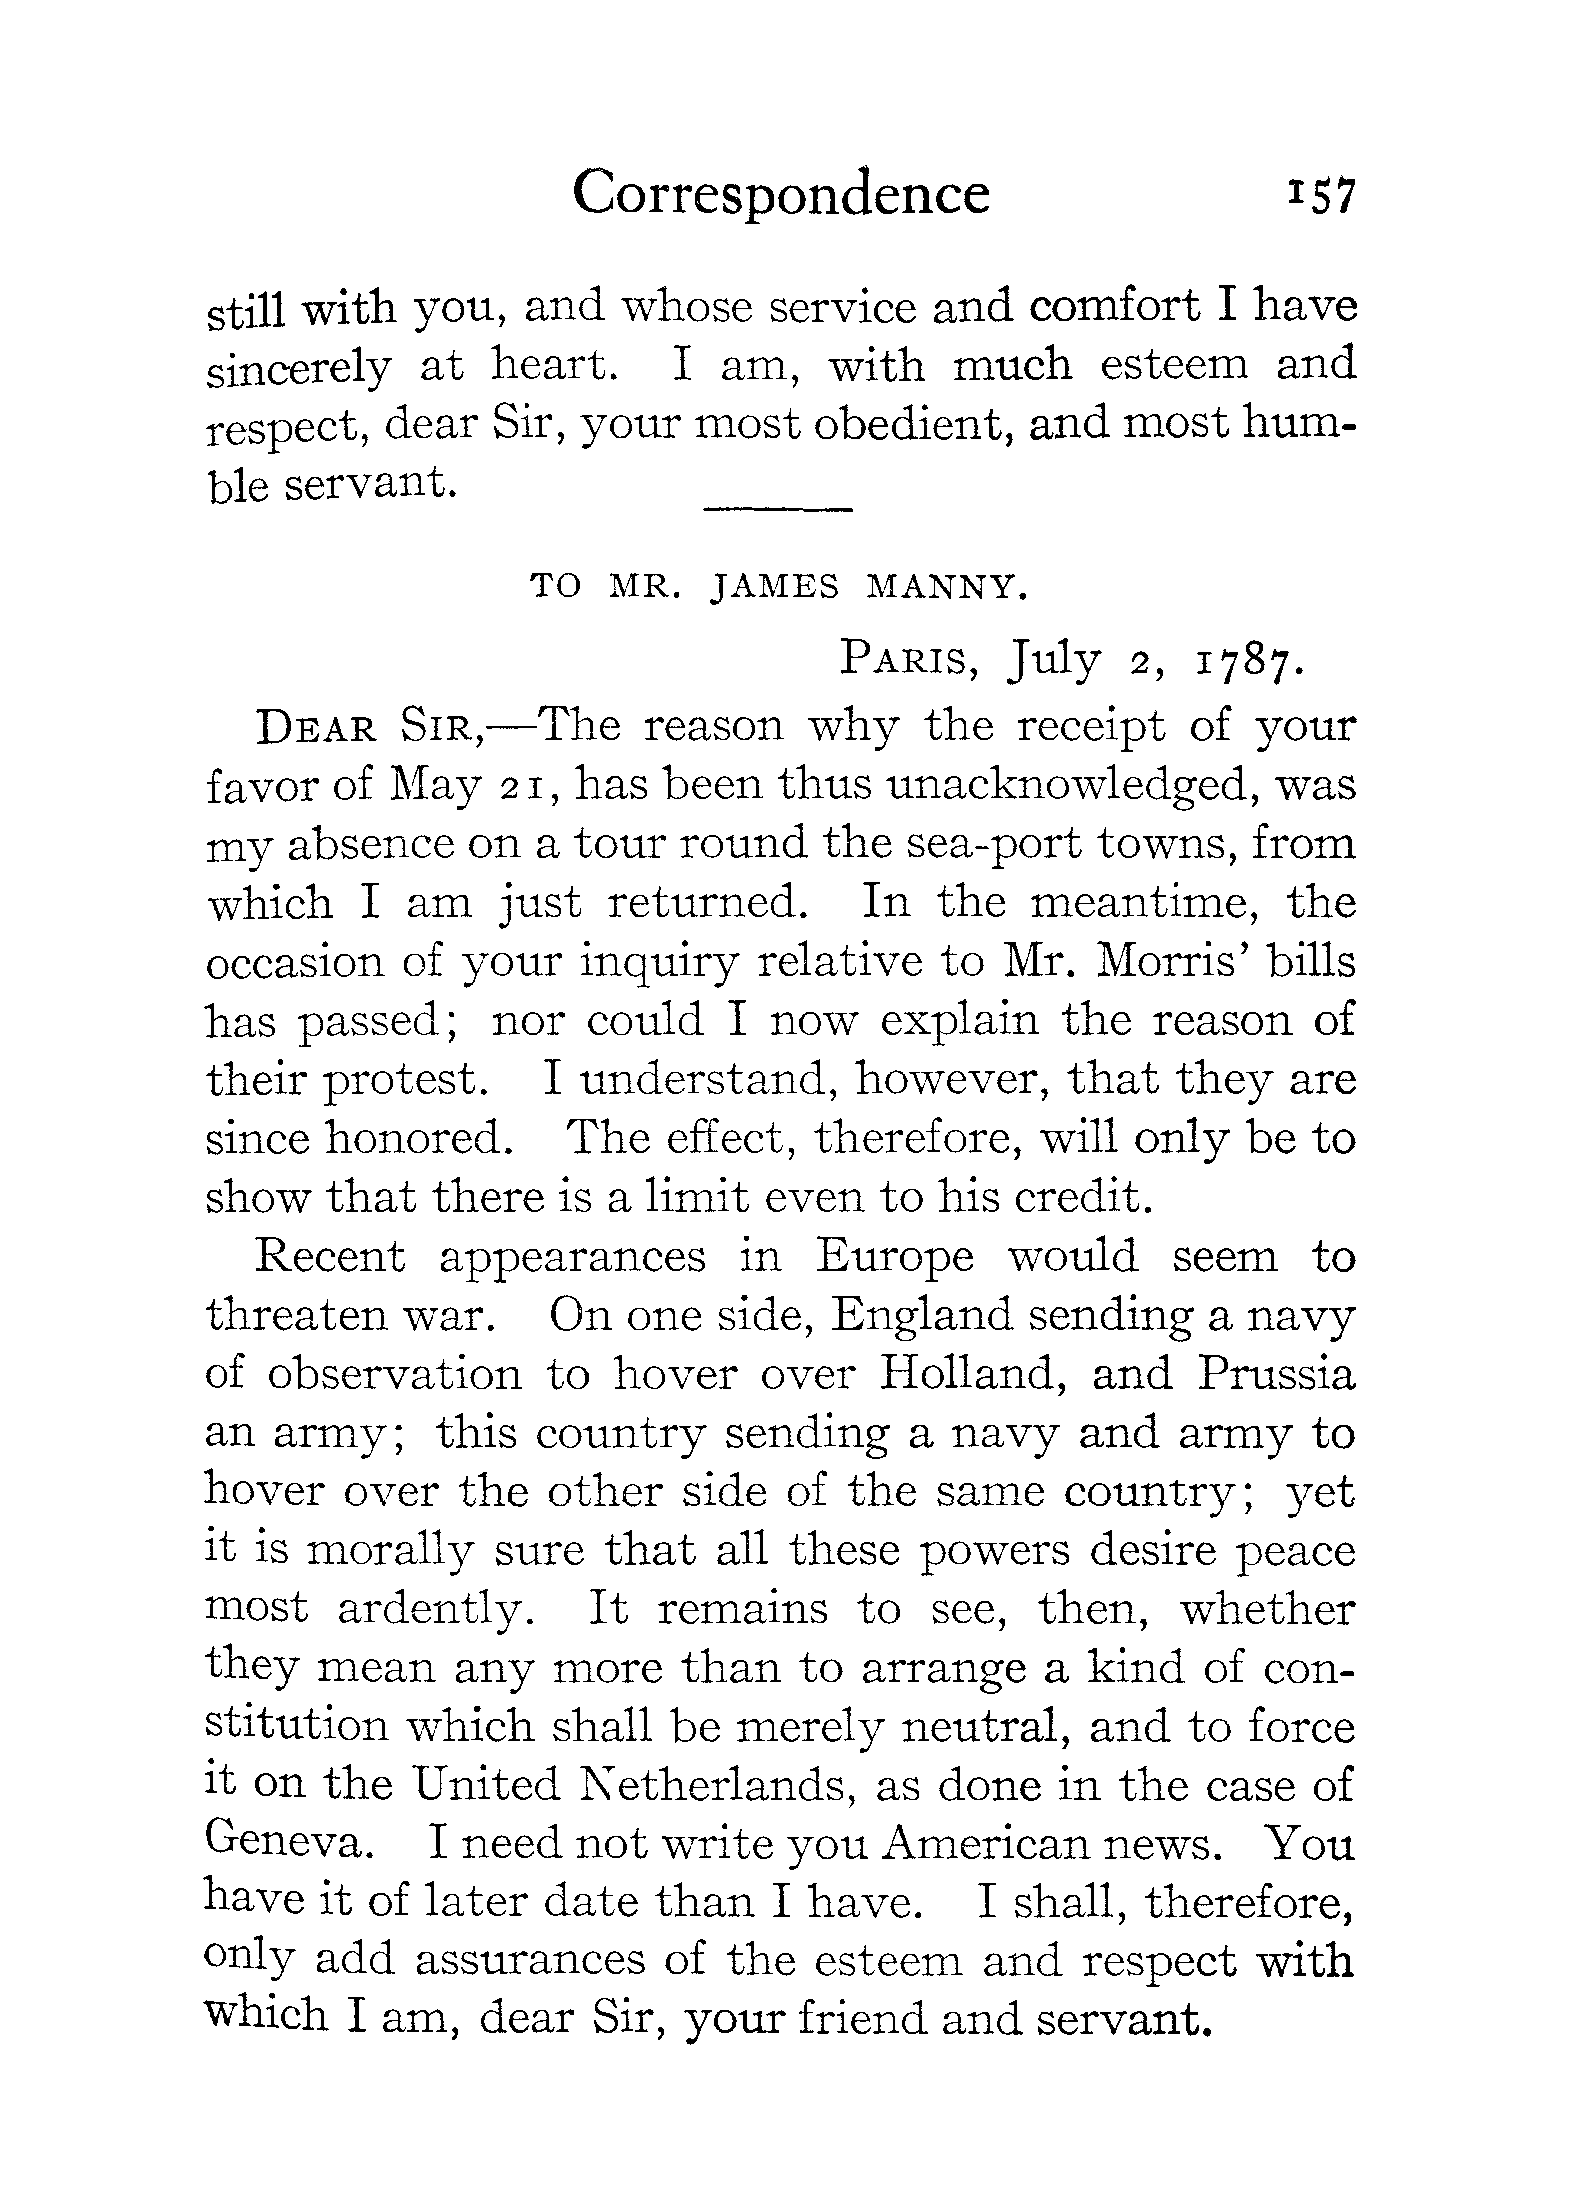 Correspondence 157
still with you, and whose service and comfort I have
sincerely at heart. I am, with much esteem and
respect, dear Sir, your most obedient, and most hum-
ble servant.
TO MR. JAMES MANNY.
PARIS, July 2, 1787.
DEAR SIR,—The reason why the receipt of your
favor of May 21, has been thus unacknowledged, was
my absence on a tour round the sea-port towns, from
which I am just returned. In the meantime, the
occasion of your inquiry relative to Mr. Morris' bills
has passed; nor could I now explain the reason of
their protest. I understand, however, that they are
since honored. The effect, therefore, will only be to
show that there is a limit even to his credit.
Recent appearances in Europe would seem to
threaten war. On one side, England sending a navy
of observation to hover over Holland, and Prussia
an army; this country sending a navy and army to
hover over the other side of the same country; yet
it is morally sure that all these powers desire peace
most ardently. It remains to see, then, whether
they mean any more than to arrange a kind of con-
stitution which shall be merely neutral, and to force
it on the United Netherlands, as done in the case of
Geneva. I need not write you American news. You
have it of later date than I have. I shall, therefore,
only add assurances of the esteem and respect with
which I am, dear Sir, your friend and servant.